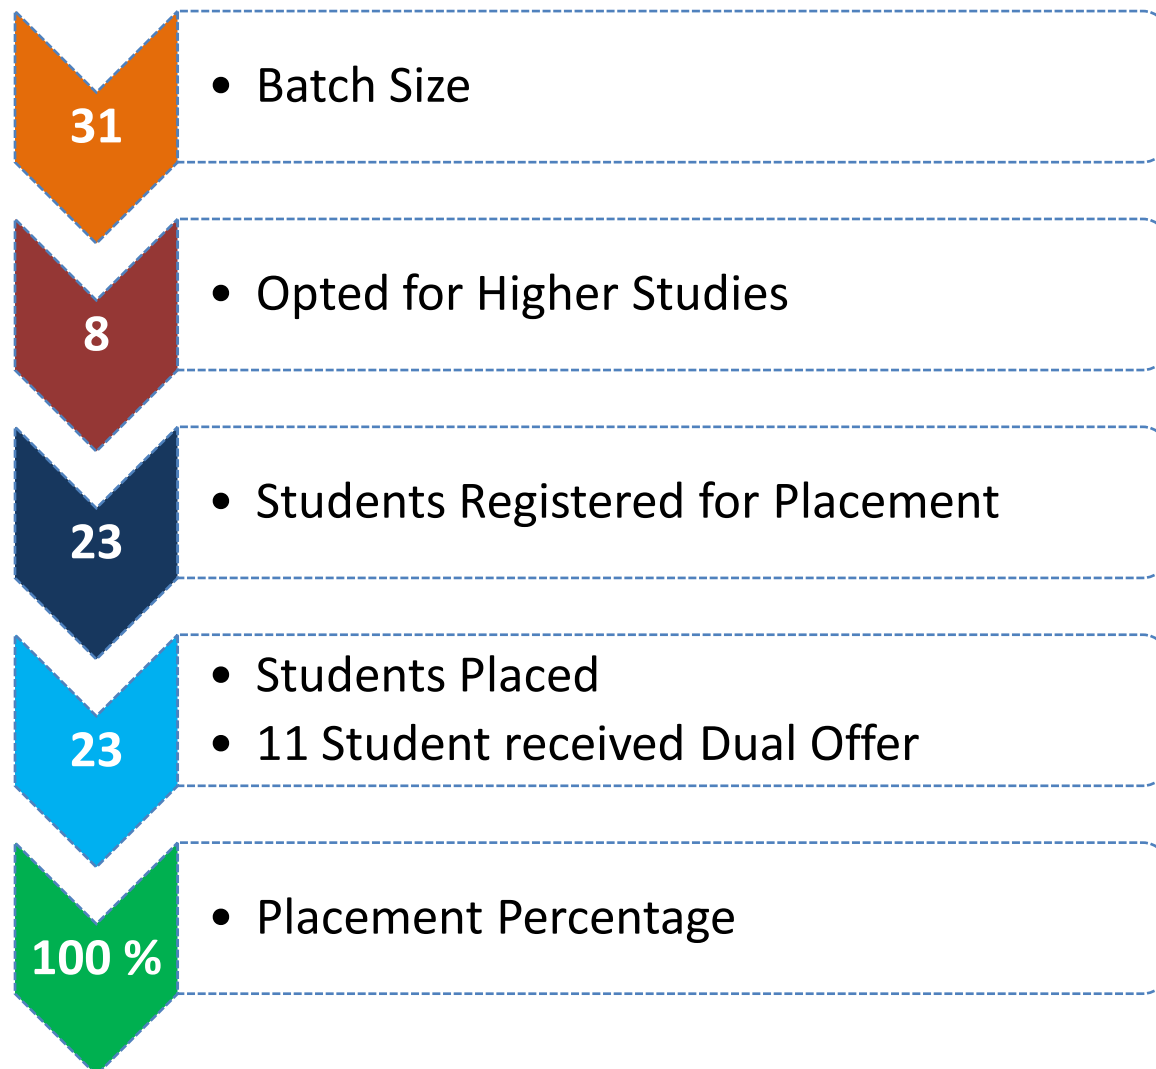 31
• Batch Size
8
• Opted for Higher Studies
23
• Students Registered for Placement
23
• Students Placed
• 11 Student received Dual Offer
100 %
• Placement Percentage